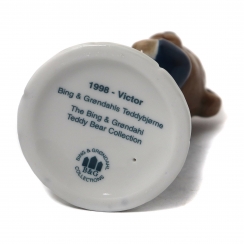 1998 - Victor
Bing & Grøndahls Teddybjørne
The Bing & Grøndahl
Teddy Bear Collection
BING & GRØNDAHL
B&G
COLLECTIONS